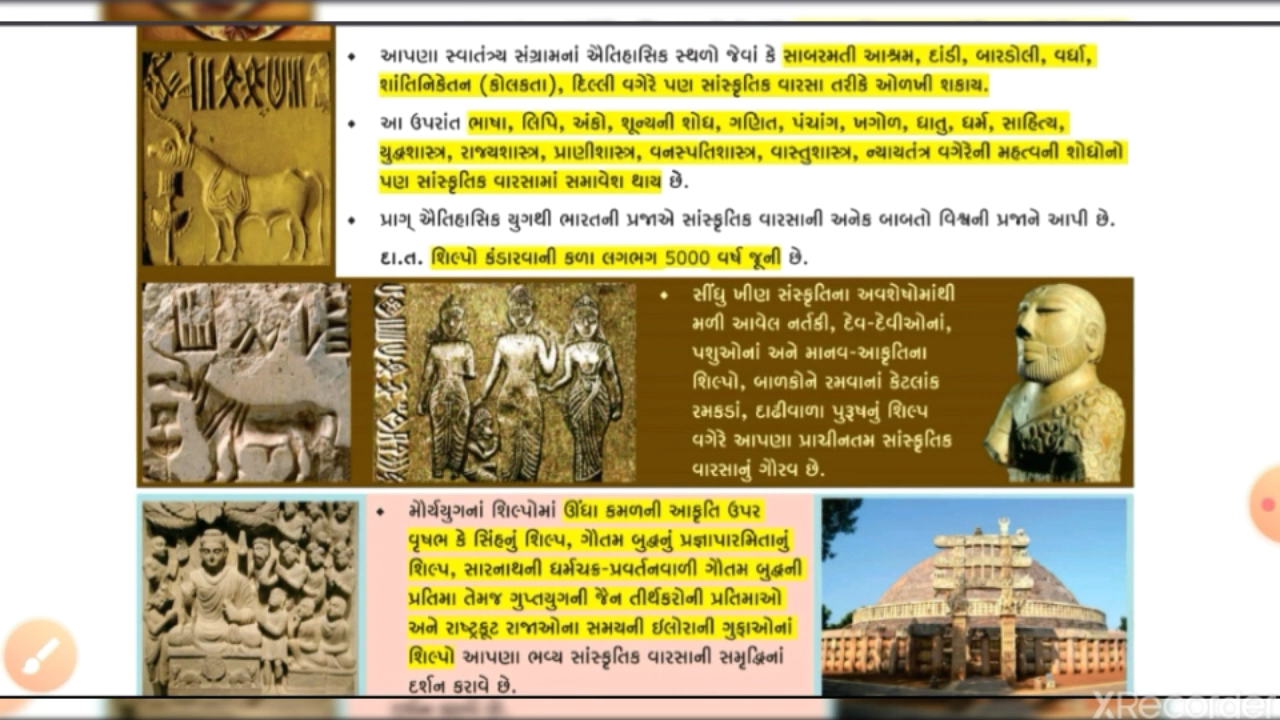 • આપણા સ્વાતંત્ર્ય સંગ્રામનાં ઐતિહાસિક સ્થળો જેવાં કે સાબરમતી આશ્રમ, દાંડી, બારડોલી, વર્ધા,
શાંતિનિકેતન (કોલકતા), દિલ્લી વગેરે પણ સાંસ્કૃતિક વારસા તરીકે ઓળખી શકાય.
• આ ઉપરાંત ભાષા, લિપિ, અંકો, શૂન્યની શોધ, ગણિત, પંચાંગ, ખગોળ, ધાતુ, ધર્મ, સાહિત્ય,
યુદ્ધશાસ્ત્ર, રાજ્યશાસ્ત્ર, પ્રાણીશાસ્ત્ર, વનસ્પતિશાસ્ત્ર, વાસ્તુશાસ્ત્ર, ન્યાયતંત્ર વગેરેની મહત્વની શોધોનો
પણ સાંસ્કૃતિક વારસામાં સમાવેશ થાય છે.
• પ્રાગ્ ઐતિહાસિક યુગથી ભારતની પ્રજાએ સાંસ્કૃતિક વારસાની અનેક બાબતો વિશ્વની પ્રજાને આપી છે.
દા.ત. શિલ્પો કંડારવાની કળા લગભગ 5000 વર્ષ જૂની છે.
• સીંધુ ખીણ સંસ્કૃતિના અવશેષોમાંથી
મળી આવેલ નર્તકી, દેવ-દેવીઓનાં,
પશુઓનાં અને માનવ-આકૃતિના
શિલ્પો, બાળકોને રમવાનાં કેટલાંક
રમકડાં, દાઢીવાળા પુરૂષનું શિલ્પ
વગેરે આપણા પ્રાચીનતમ સાંસ્કૃતિક
વારસાનું ગૌરવ છે.
• મૌર્યયુગનાં શિલ્પોમાં ઊંધા કમળની આકૃતિ ઉપર
વૃષભ કે સિંહનું શિલ્પ, ગૌતમ બુદ્ધનું પ્રજ્ઞાપારમિતાનું
શિલ્પ, સારનાથની ધર્મચક્ર-પ્રવર્તનવાળી ગૌતમ બુદ્ધની
પ્રતિમા તેમજ ગુપ્તયુગની જૈન તીર્થંકરોની પ્રતિમાઓ
અને રાષ્ટ્રકૂટ રાજાઓના સમયની ઈલોરાની ગુફાઓનાં
શિલ્પો આપણા ભવ્ય સાંસ્કૃતિક વારસાની સમૃદ્ધિનાં
દર્શન કરાવે છે.
XRecorder